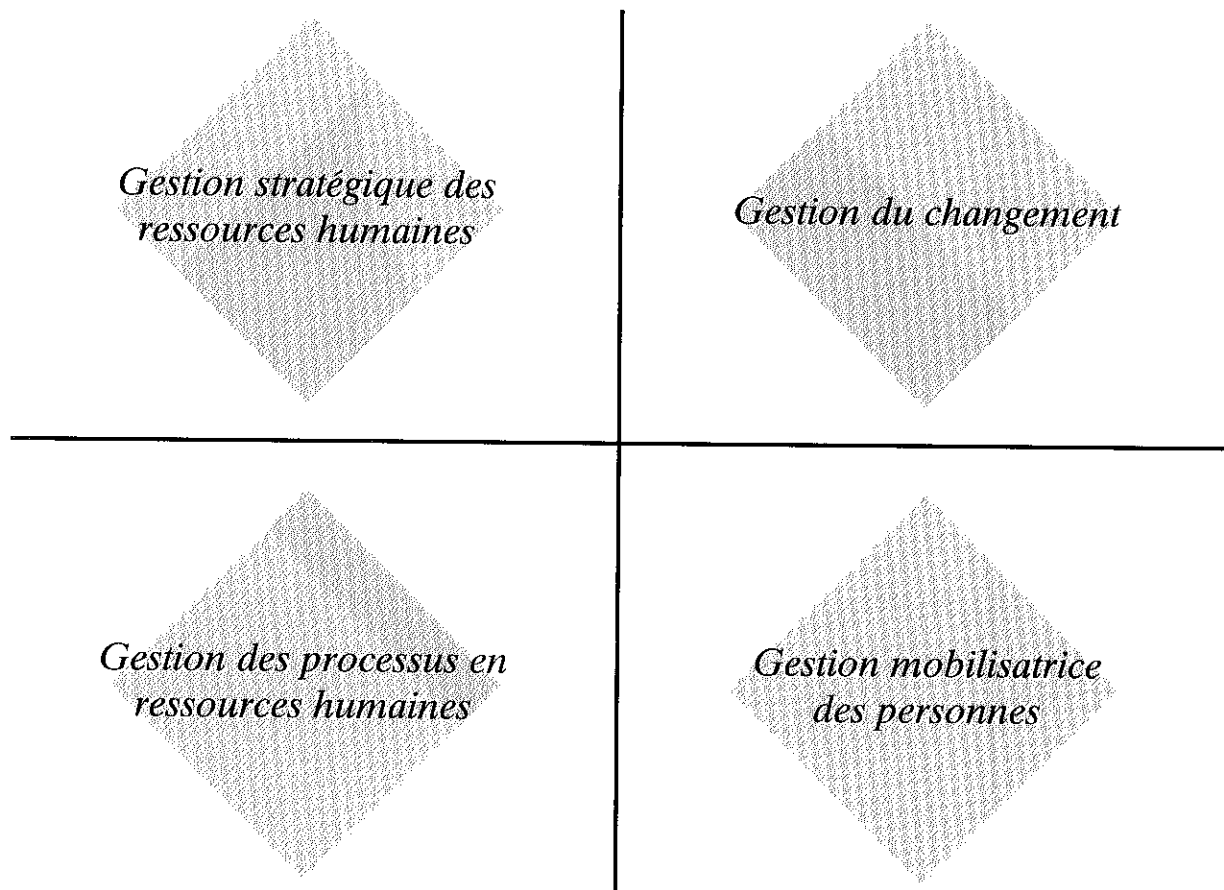 Gestion stratégique des
ressources humaines
Gestion du changement
Gestion des processus en
ressources humaines
Gestion mobilisatrice
des personnes